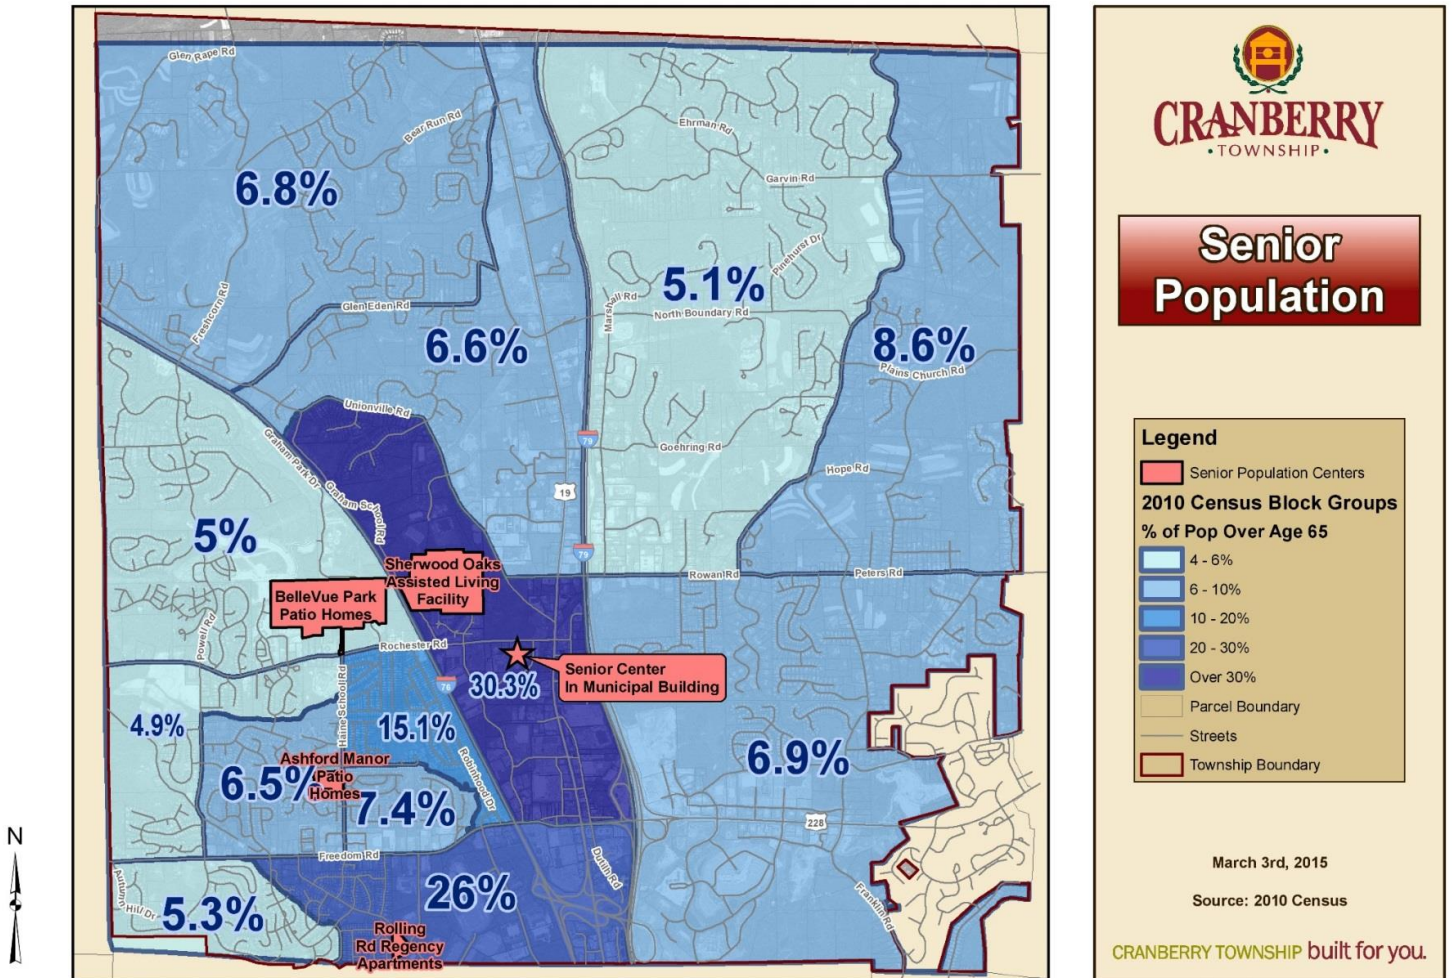 Glen Rape Rd
Bear Run Rd
Ehrman Rd
Garvin Rd
6.8%
Pinehurst Dr
5.1%
Freshcorn Rd
Glen Eden Rd
Marshall Rd
North Boundary Rd
6.6%
8.6%
Plains Church Rd
Unionville Rd
Graham Park Dr
79
Goehring Rd
Hope Rd
19
Graham School Rd
5%
79
Sherwood Oaks
Assisted Living
Facility
Rowan Rd
Peters Rd
BelleVue Park
Patio Homes
Powell Rd
Rochester Rd
Senior Center
In Municipal Building
76
30.3%
Haine School Rd
4.9%
15.1%
Robinhood Dr
6.9%
Ashford Manor
Patio
Homes
6.5%
7.4%
228
Freedom Rd
Dutilh Rd
Autumn Hill Dr
26%
Franklin Rd
5.3%
Rolling
Rd Regency
Apartments
N
CRANBERRY
• TOWNSHIP •
Senior
Population
Legend
Senior Population Centers
2010 Census Block Groups
% of Pop Over Age 65
4 - 6%
6 - 10%
10 - 20%
20 - 30%
Over 30%
Parcel Boundary
Streets
Township Boundary
March 3rd, 2015
Source: 2010 Census
CRANBERRY TOWNSHIP built for you.